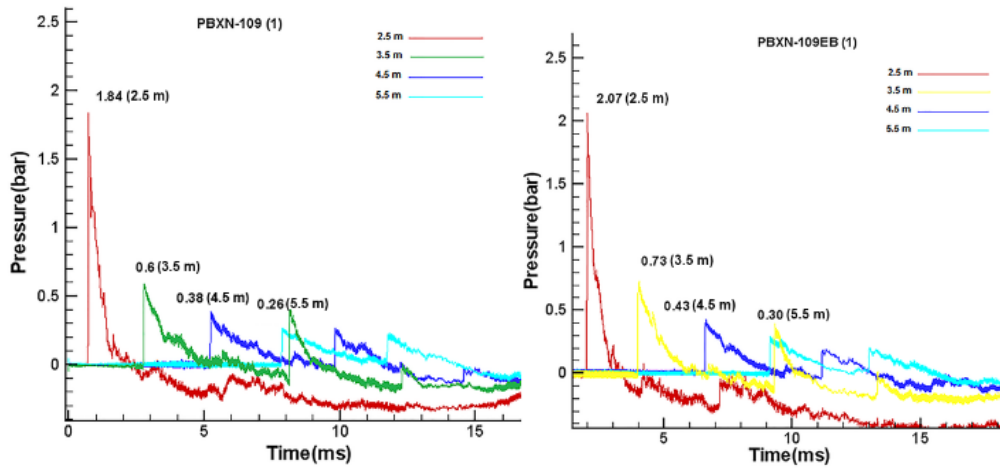 PBXN-109 (1)
2.5 m
3.5 m
4.5 m
5.5 m
1.84 (2.5 m)
0.6 (3.5 m)
0.38 (4.5 m)
0.26 (5.5 m)
2.5
2
1.5
1
0.5
0
Pressure(bar)
0
5
10
15
Time(ms)
PBXN-109EB (1)
2.5 m
3.5 m
4.5 m
5.5 m
2.07 (2.5 m)
0.73 (3.5 m)
0.43 (4.5 m)
0.30 (5.5 m)
2.5
2
1.5
1
0.5
0
Pressure(bar)
5
10
15
Time(ms)